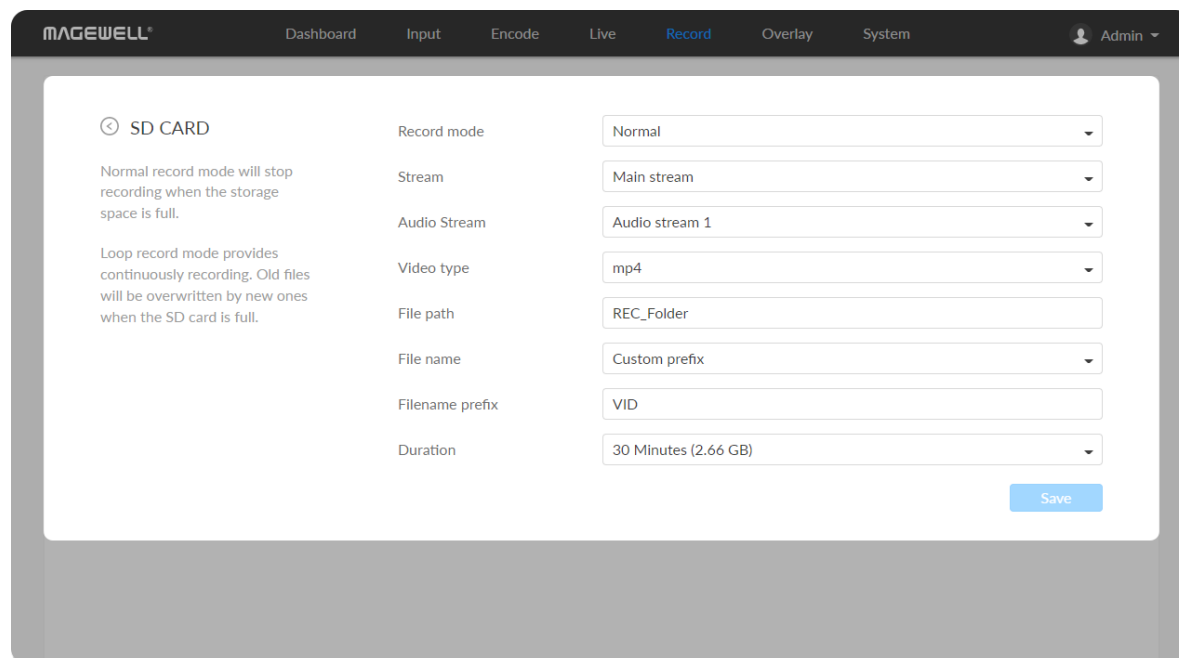 MAGEWELL®
Dashboard
Input
Encode
Live
Record
Overlay
System
Admin
SD CARD
Normal record mode will stop
recording when the storage
space is full.
Loop record mode provides
continuously recording. Old files
will be overwritten by new ones
when the SD card is full.
Record mode
Normal
Stream
Main stream
Audio Stream
Audio stream 1
Video type
mp4
File path
REC_Folder
File name
Custom prefix
Filename prefix
VID
Duration
30 Minutes (2.66 GB)
Save